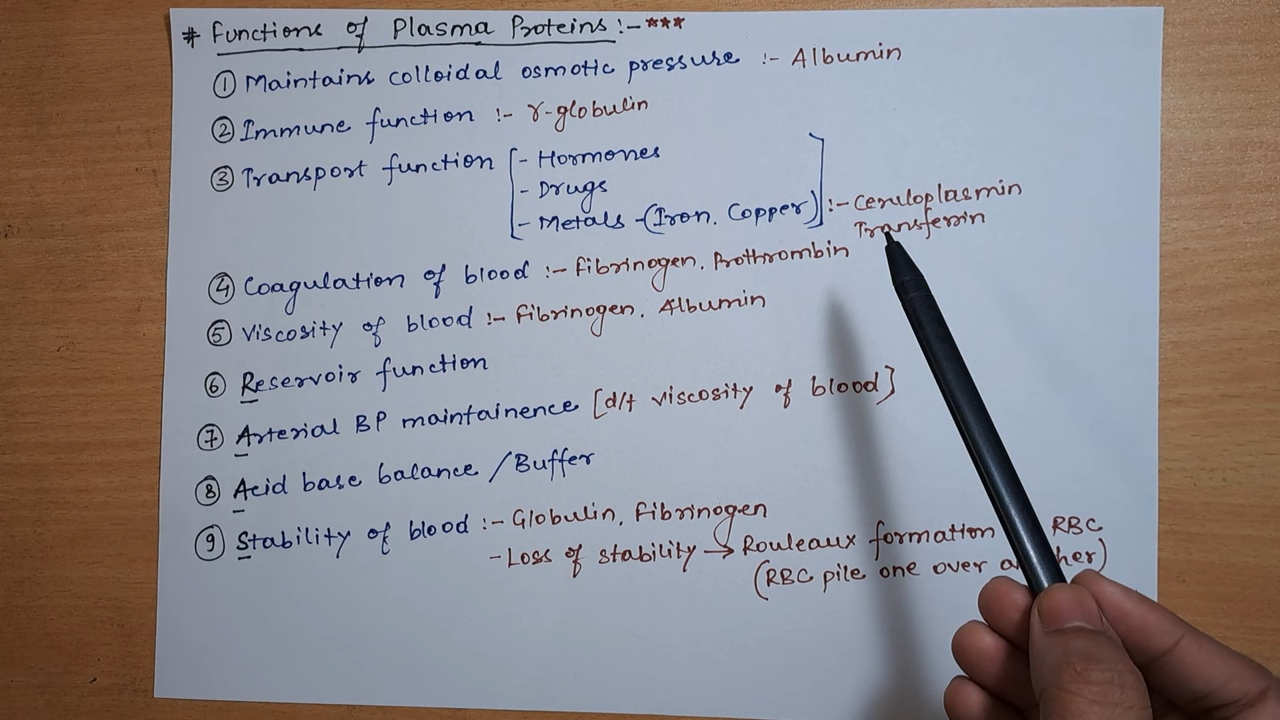 # Functions of Plasma Proteins :- ***
① Maintains colloidal osmotic pressure :- Albumin
② Immune function :- γ-globulin
③ Transport function [- Hormones
- Drugs
- Metals -(Iron, Copper)] :- Ceruloplasmin
Transferrin
④ Coagulation of blood :- Fibrinogen, Prothrombin
⑤ Viscosity of blood :- Fibrinogen, Albumin
⑥ Reservoir function
⑦ Arterial BP maintainence [d/t viscosity of blood]
⑧ Acid base balance / Buffer
⑨ Stability of blood :- Globulin, Fibrinogen
- Loss of stability → Rouleaux formation RBC
(RBC pile one over